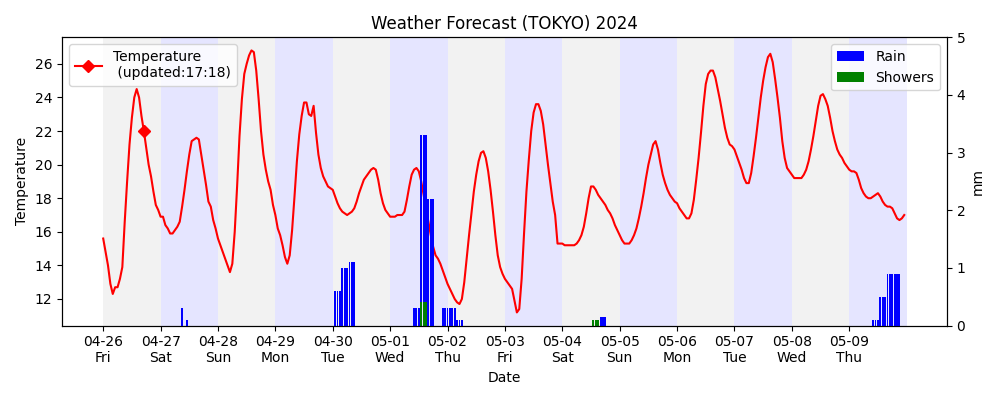 Weather Forecast (TOKYO) 2024
Temperature
(updated:17:18)
Rain
Showers
Temperature
26
24
22
20
18
16
14
12
5
4
3
2
1
0
mm
04-26 04-27 04-28 04-29 04-30 05-01 05-02 05-03 05-04 05-05 05-06 05-07 05-08 05-09
Fri Sat Sun Mon Tue Wed Thu Fri Sat Sun Mon Tue Wed Thu
Date